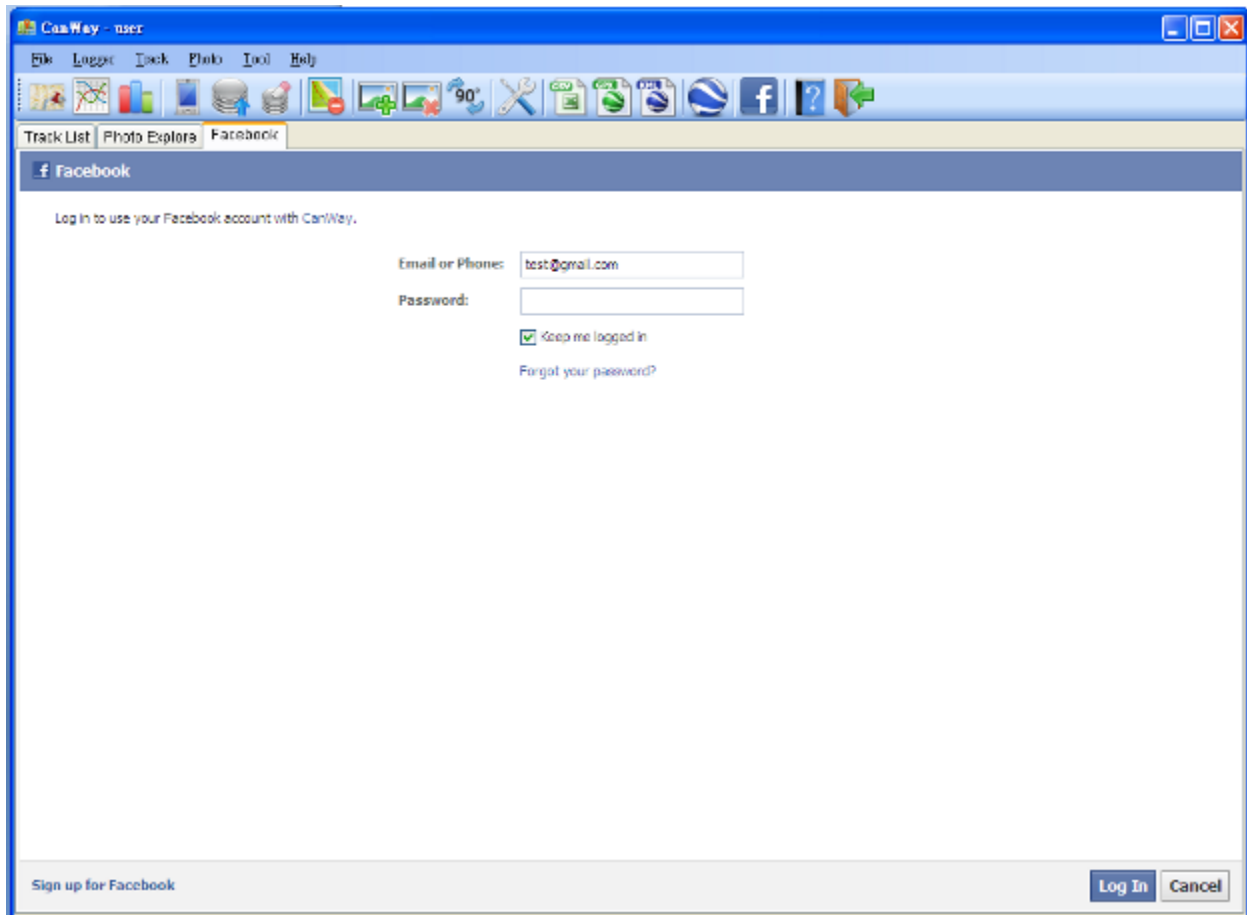 CanWay - user
File Logger Track Photo Tool Help
90°
CSV
?
Track List Photo Explore Facebook
f Facebook
Log in to use your Facebook account with CanWay.
Email or Phone: test@gmail.com
Password:
Keep me logged in
Forgot your password?
Sign up for Facebook Log In Cancel